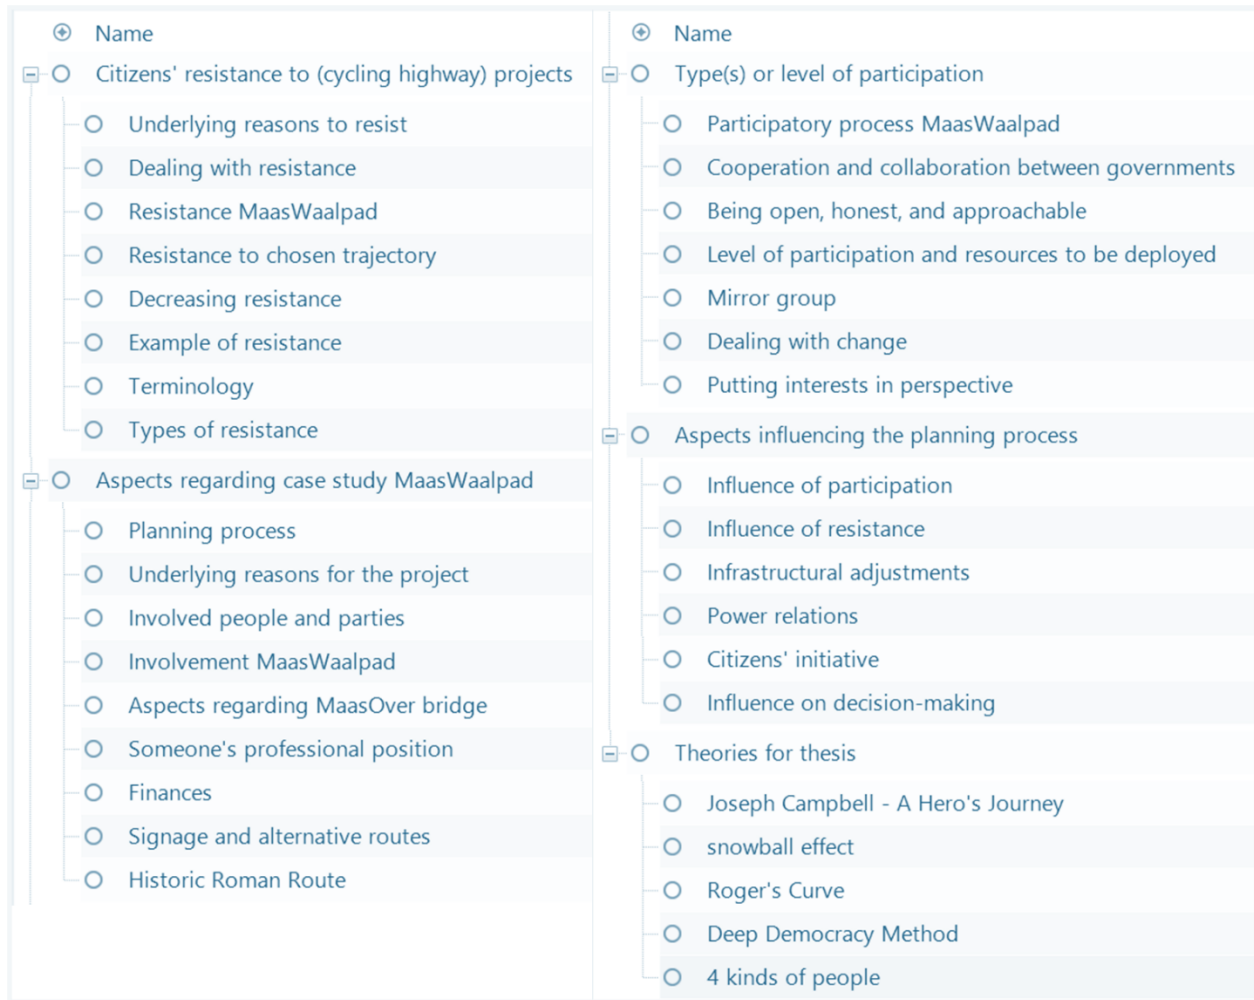 Name
Citizens' resistance to (cycling highway) projects
Underlying reasons to resist
Dealing with resistance
Resistance MaasWaalpad
Resistance to chosen trajectory
Decreasing resistance
Example of resistance
Terminology
Types of resistance
Aspects regarding case study MaasWaalpad
Planning process
Underlying reasons for the project
Involved people and parties
Involvement MaasWaalpad
Aspects regarding MaasOver bridge
Someone's professional position
Finances
Signage and alternative routes
Historic Roman Route
Name
Type(s) or level of participation
Participatory process MaasWaalpad
Cooperation and collaboration between governments
Being open, honest, and approachable
Level of participation and resources to be deployed
Mirror group
Dealing with change
Putting interests in perspective
Aspects influencing the planning process
Influence of participation
Influence of resistance
Infrastructural adjustments
Power relations
Citizens' initiative
Influence on decision-making
Theories for thesis
Joseph Campbell - A Hero's Journey
snowball effect
Roger's Curve
Deep Democracy Method
4 kinds of people